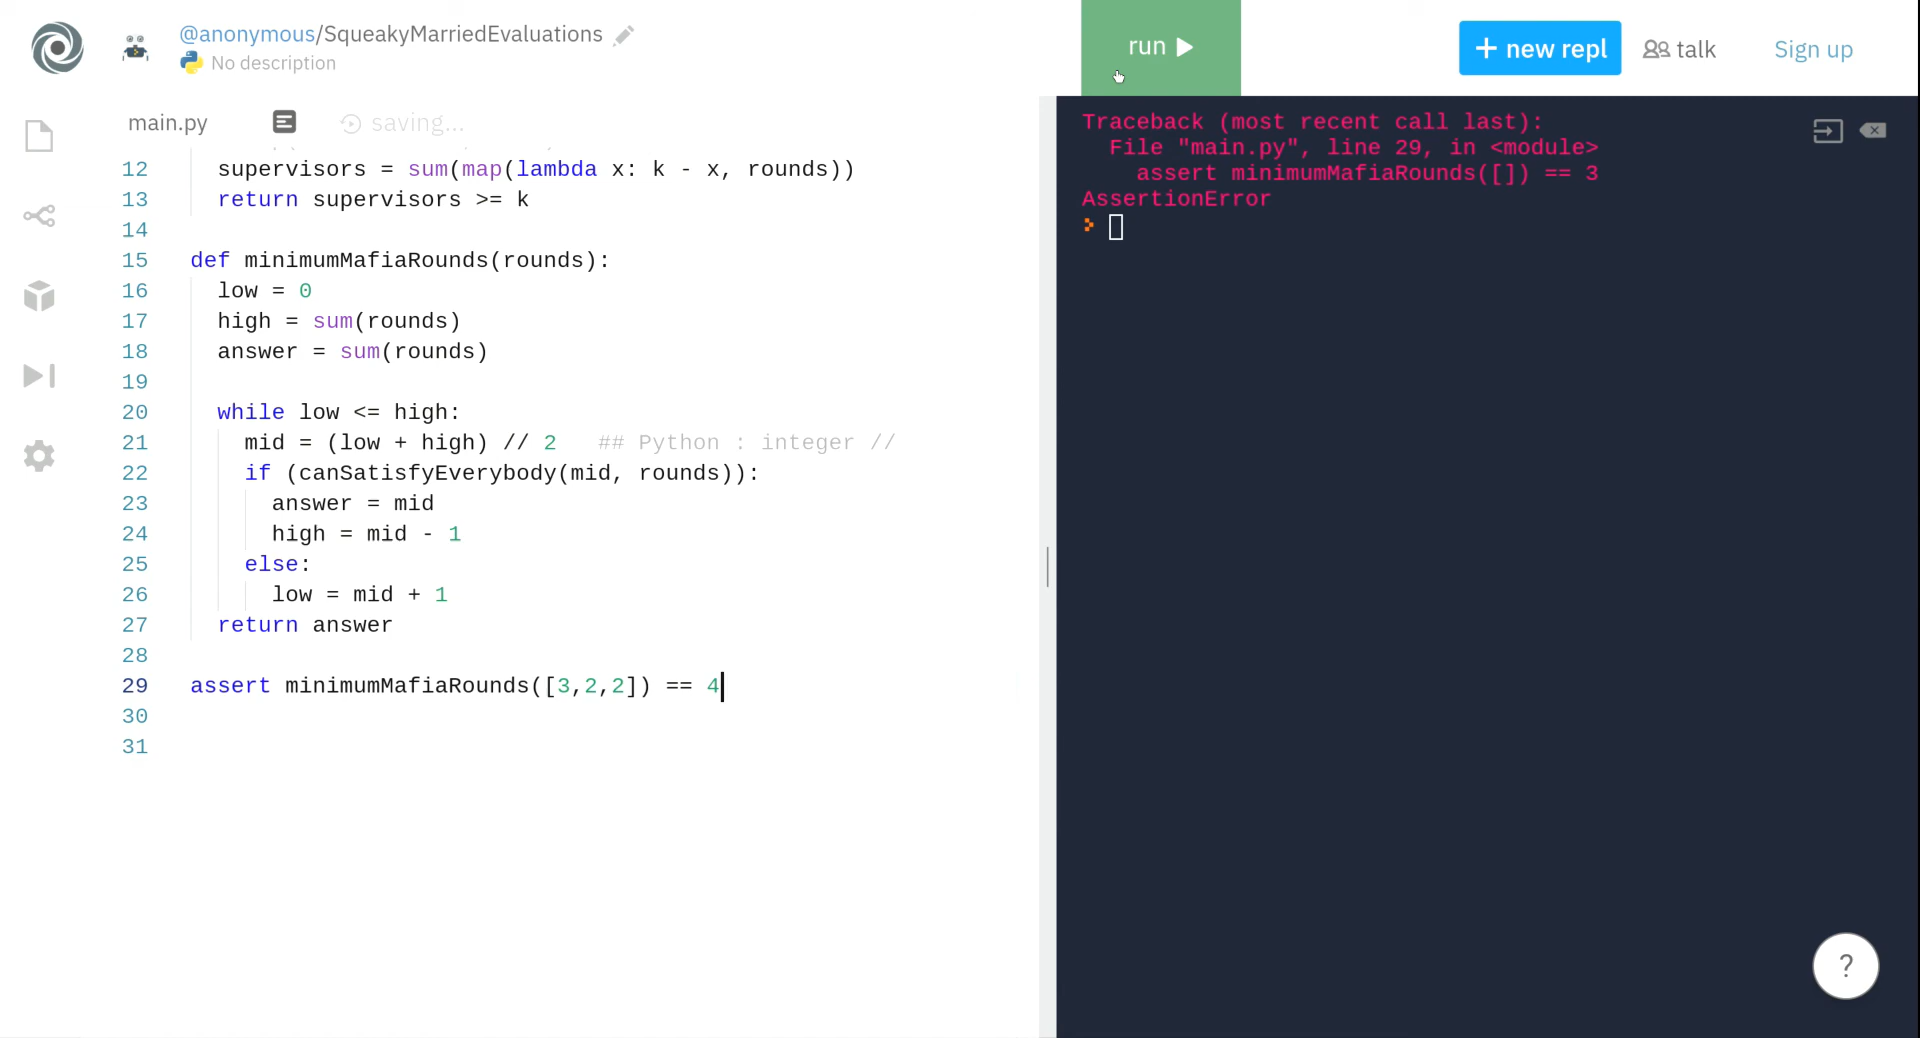 @anonymous/SqueakyMarriedEvaluations
No description
run
+ new repl
talk
Sign up
main.py
saving...
12 supervisors = sum(map(lambda x: k - x, rounds))
13 return supervisors >= k
14
15 def minimumMafiaRounds(rounds):
16 low = 0
17 high = sum(rounds)
18 answer = sum(rounds)
19
20 while low <= high:
21 mid = (low + high) // 2 ## Python : integer //
22 if (canSatisfyEverybody(mid, rounds)):
23 answer = mid
24 high = mid - 1
25 else:
26 low = mid + 1
27 return answer
28
29 assert minimumMafiaRounds([3,2,2]) == 4
30
31
Traceback (most recent call last):
File "main.py", line 29, in <module>
assert minimumMafiaRounds([]) == 3
AssertionError
?